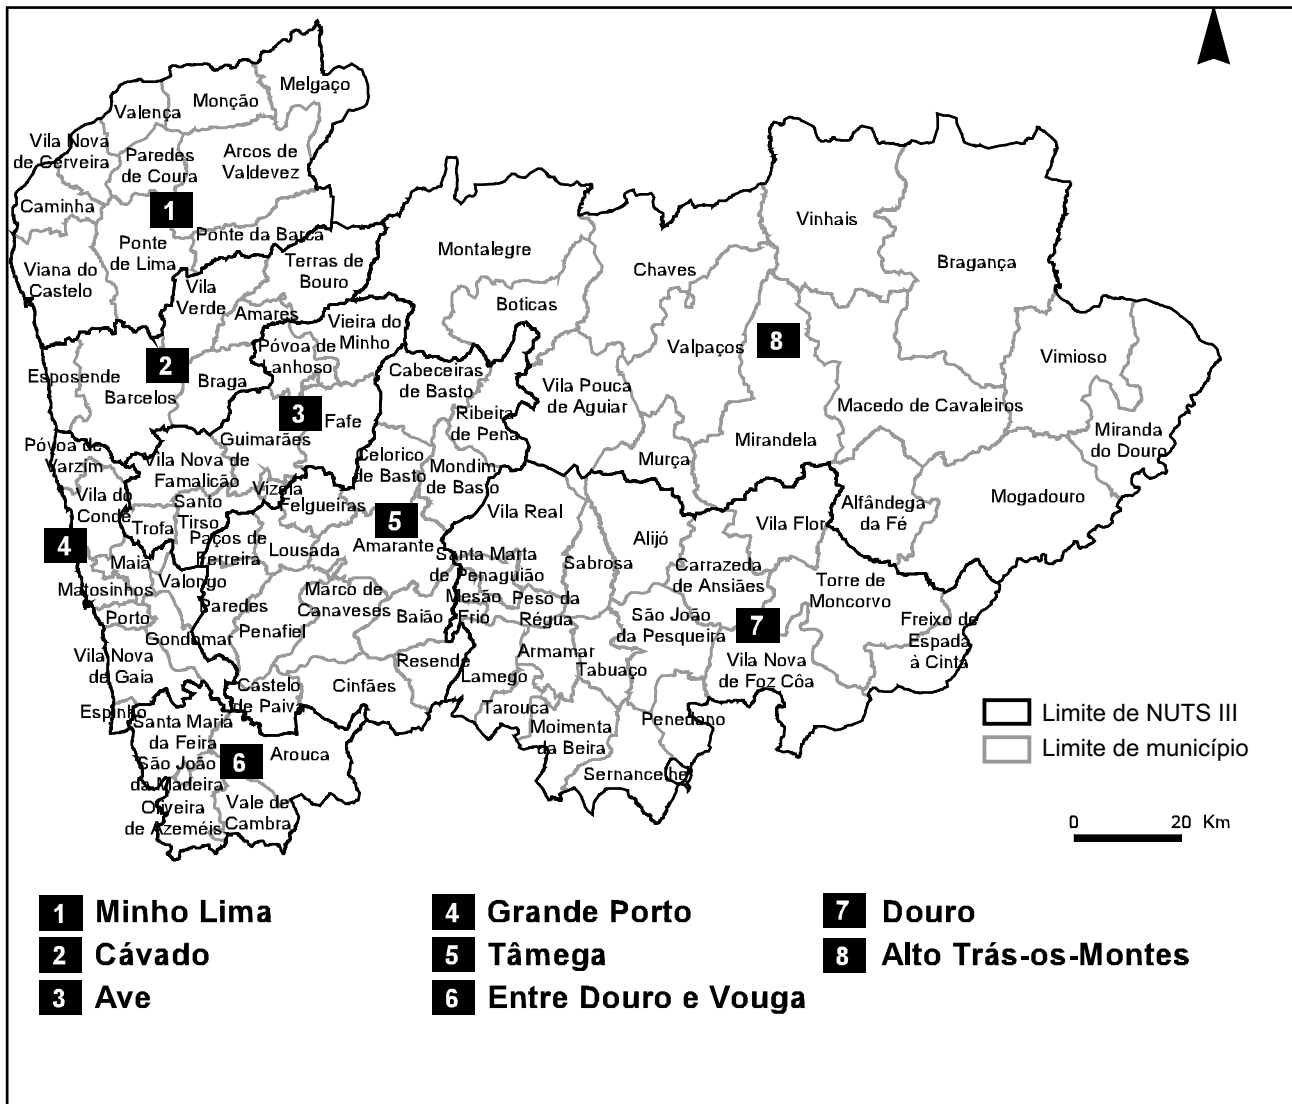 Melgaço
Monção
Valença
Vila Nova
de Cerveira
Paredes
de Coura
Arcos de
Valdevez
Caminha
1
Ponte
de Lima
Ponte da Barca
Viana do
Castelo
Terras de
Bouro
Vila
Verde
Amares
Vieira do
Minho
Póvoa de
Lanhoso
2
Esposende
Barcelos
Braga
3
Fafe
Guimarães
Cabeceiras
de Basto
Ribeira
de Pena
Celorico
de Basto
Mondim
de Basto
Póvoa de
Varzim
Vila Nova de
Famalicão
Vizela
Felgueiras
Vila do
Conde
Santo
Tirso
Trofa
4
5
Paços de
Ferreira
Lousada
Amarante
Maia
Valongo
Matosinhos
Paredes
Marco de
Canaveses
Baião
Porto
Gondomar
Penafiel
Vila Nova
de Gaia
Resende
Castelo
de Paiva
Cinfães
Espinho
Santa Maria
da Feira
6
Arouca
São João
da Madeira
Oliveira
de Azeméis
Vale de
Cambra
Montalegre
Boticas
Chaves
Vinhais
Bragança
Valpaços
8
Vimioso
Vila Pouca
de Aguiar
Macedo de Cavaleiros
Miranda
do Douro
Murça
Mirandela
Mogadouro
Alfândega
da Fé
Vila Real
Alijó
Vila Flor
Sabrosa
Carrazeda
de Ansiães
Santa Marta
de Penaguião
Mesão
Frio
Peso da
Régua
Torre de
Moncorvo
São João
da Pesqueira
7
Freixo de
Espada
à Cinta
Armamar
Tabuaço
Lamego
Vila Nova
de Foz Côa
Tarouca
Moimenta
da Beira
Penedono
Sernancelhe
Limite de NUTS III
Limite de município
0 20 Km
1 Minho Lima
2 Cávado
3 Ave
4 Grande Porto
5 Tâmega
6 Entre Douro e Vouga
7 Douro
8 Alto Trás-os-Montes